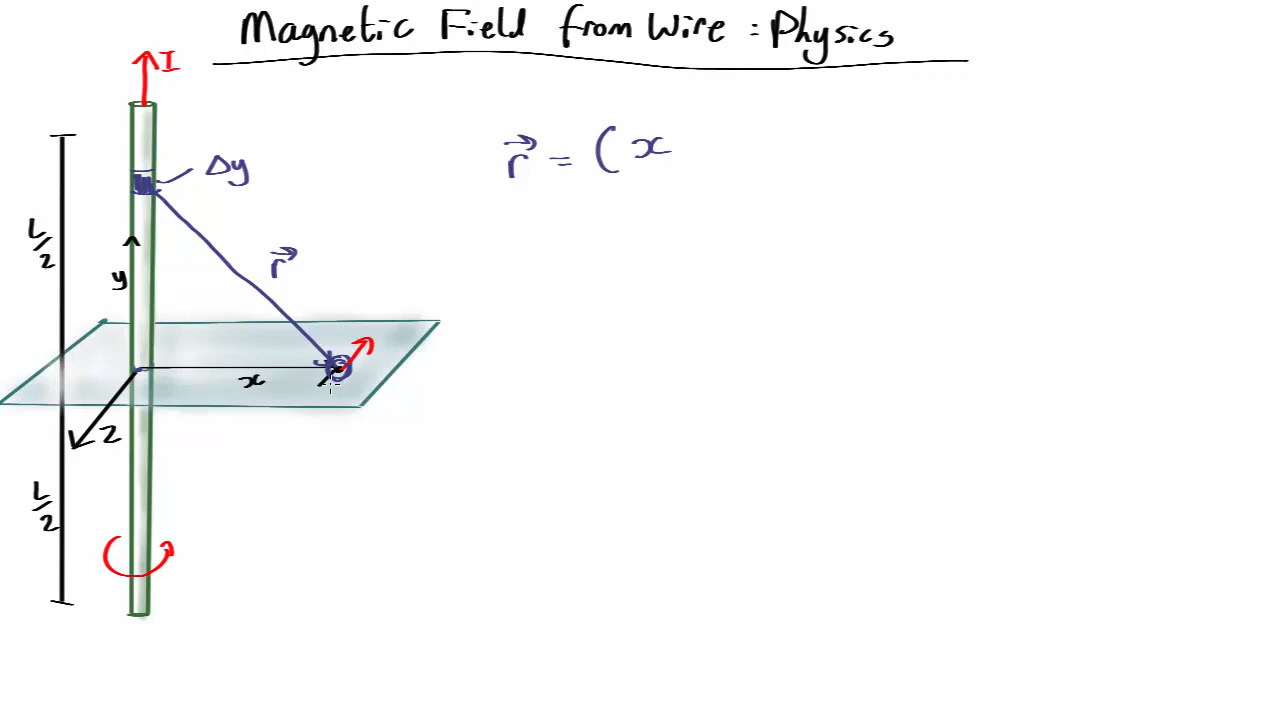 Magnetic Field from Wire : Physics
I
r⃗ = ( x
Δy
L/2
r⃗
y
x
z
L/2